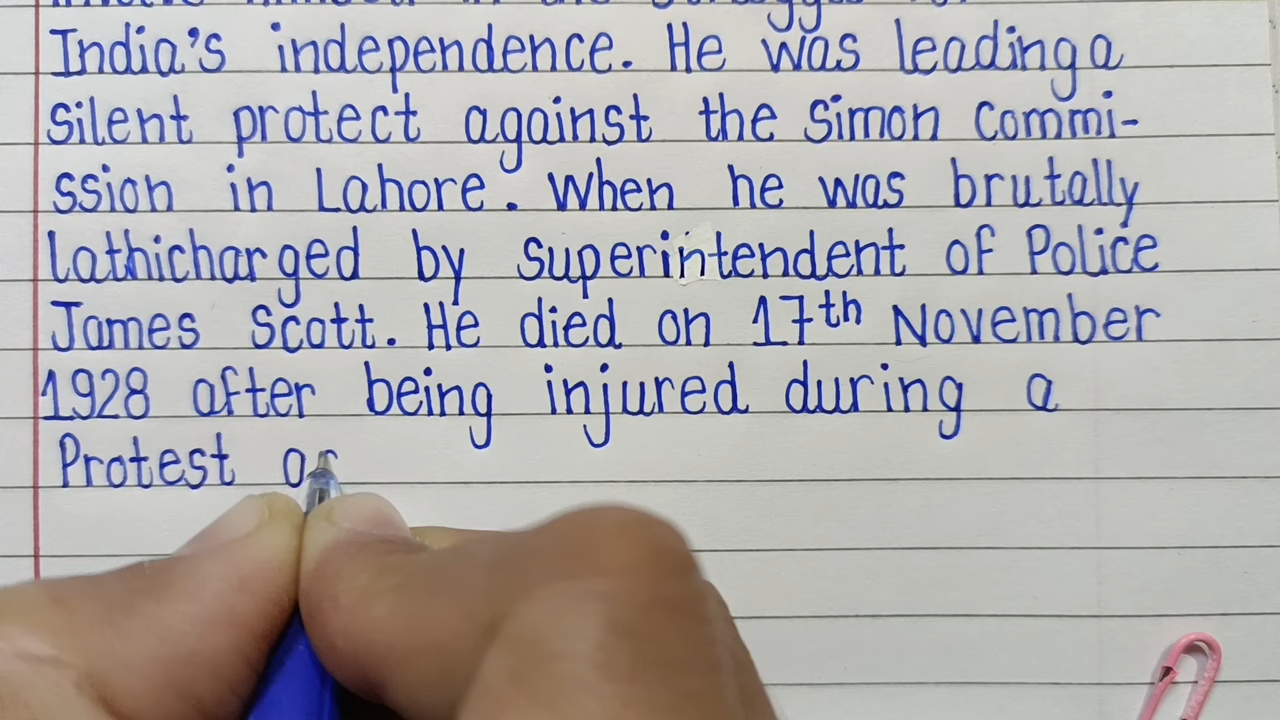 India's independence. He was leading a
silent protect against the Simon Commi-
ssion in Lahore. When he was brutally
Lathicharged by Superintendent of Police
James Scott. He died on 17th November
1928 after being injured during a
Protest